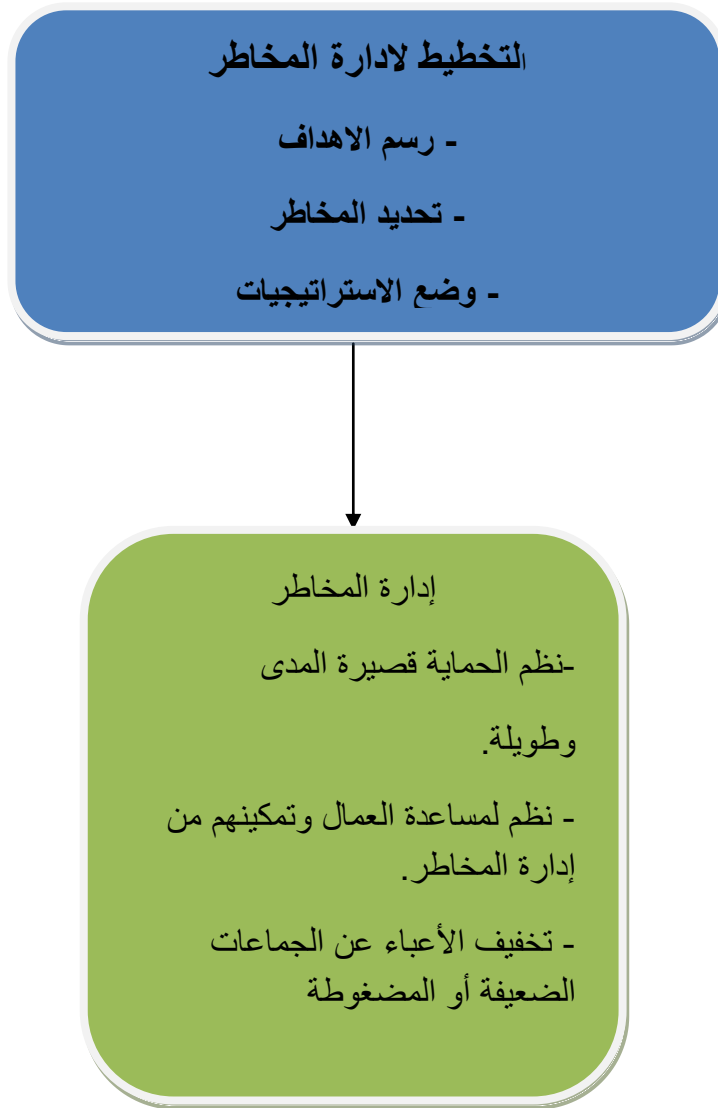 التخطيط لادارة المخاطر
- رسم الاهداف
- تحديد المخاطر
- وضع الاستراتيجيات
إدارة المخاطر
-نظم الحماية قصيرة المدى
وطويلة.
- نظم لمساعدة العمال وتمكينهم من
إدارة المخاطر.
- تخفيف الأعباء عن الجماعات
الضعيفة أو المضغوطة